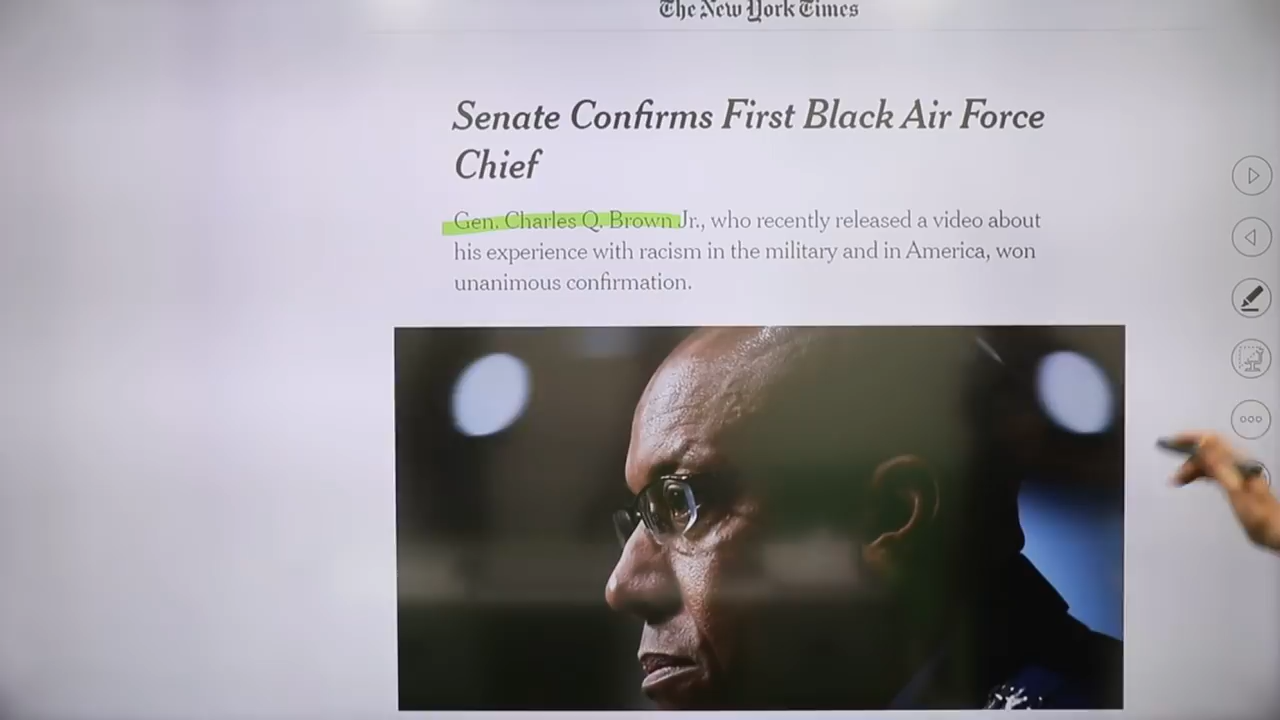 The New York Times
Senate Confirms First Black Air Force
Chief
Gen. Charles Q. Brown Jr., who recently released a video about
his experience with racism in the military and in America, won
unanimous confirmation.